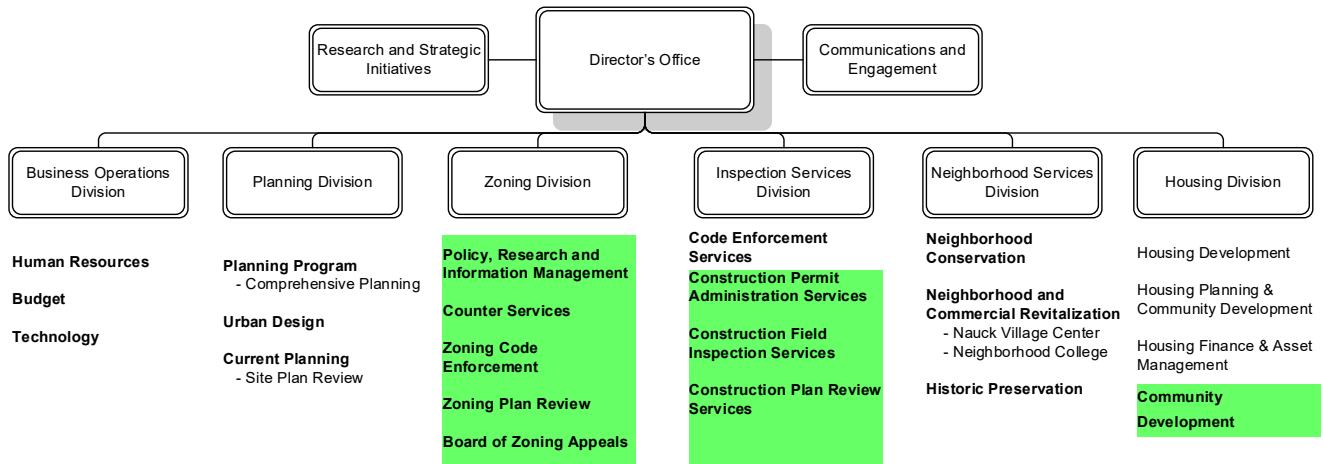 Research and Strategic
Initiatives
Director's Office
Communications and
Engagement
Business Operations
Division
Planning Division
Zoning Division
Inspection Services
Division
Neighborhood Services
Division
Housing Division
Human Resources
Budget
Technology
Planning Program
- Comprehensive Planning
Urban Design
Current Planning
- Site Plan Review
Policy, Research and
Information Management
Counter Services
Zoning Code
Enforcement
Zoning Plan Review
Board of Zoning Appeals
Code Enforcement
Services
Construction Permit
Administration Services
Construction Field
Inspection Services
Construction Plan Review
Services
Neighborhood
Conservation
Neighborhood and
Commercial Revitalization
- Nauck Village Center
- Neighborhood College
Historic Preservation
Housing Development
Housing Planning &
Community Development
Housing Finance & Asset
Management
Community
Development